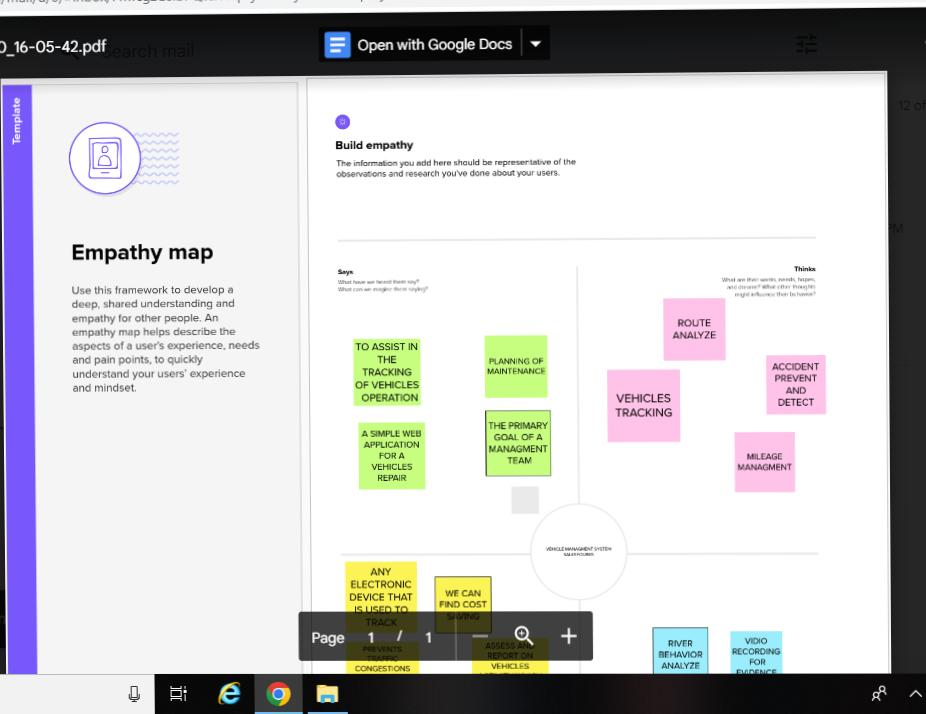 0_16-05-42.pdf
Search mail
Open with Google Docs
12 of
PM
Template
Empathy map
Use this framework to develop a
deep, shared understanding and
empathy for other people. An
empathy map helps describe the
aspects of a user's experience, needs
and pain points, to quickly
understand your users' experience
and mindset.
Build empathy
The information you add here should be representative of the
observations and research you've done about your users.
Says
What have we heard them say?
What can we imagine them saying?
Thinks
What are their wants, needs, hopes,
and dreams? What other thoughts
might influence their behavior?
TO ASSIST IN
THE
TRACKING
OF VEHICLES
OPERATION
PLANNING OF
MAINTENANCE
A SIMPLE WEB
APPLICATION
FOR A
VEHICLES
REPAIR
THE PRIMARY
GOAL OF A
MANAGMENT
TEAM
ROUTE
ANALYZE
VEHICLES
TRACKING
ACCIDENT
PREVENT
AND
DETECT
MILEAGE
MANAGMENT
VEHICLE MANAGMENT SYSTEM
ANY
ELECTRONIC
DEVICE THAT
IS USED TO
TRACK
WE CAN
FIND COST
SAVING
PREVENTS
TRAFFIC
CONGESTIONS
ASSESS AND
REPORT ON
VEHICLES
RIVER
BEHAVIOR
ANALYZE
VIDIO
RECORDING
FOR
EVIDENCE
Page 1 / 1